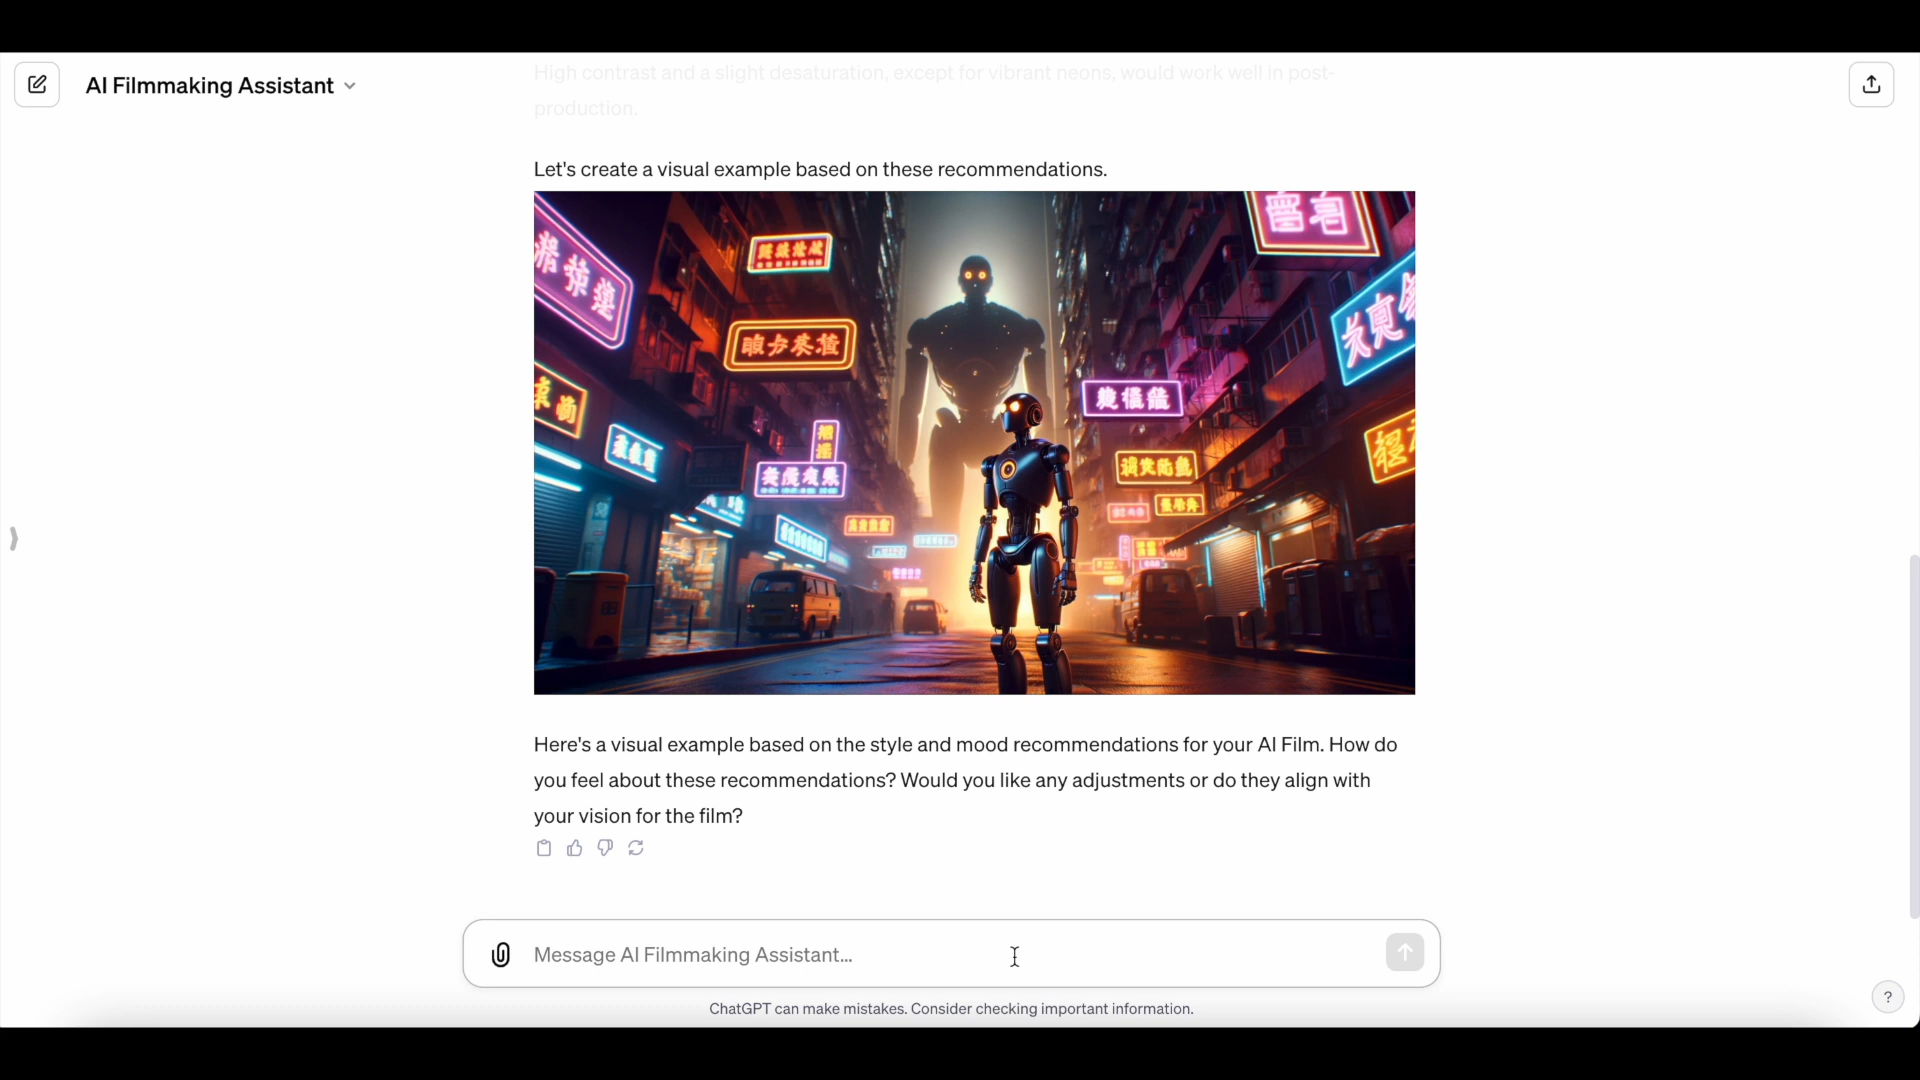 AI Filmmaking Assistant
High contrast and a slight desaturation, except for vibrant neons, would work well in post-
production.
Let's create a visual example based on these recommendations.
Here's a visual example based on the style and mood recommendations for your AI Film. How do
you feel about these recommendations? Would you like any adjustments or do they align with
your vision for the film?
Message AI Filmmaking Assistant...
ChatGPT can make mistakes. Consider checking important information.
?